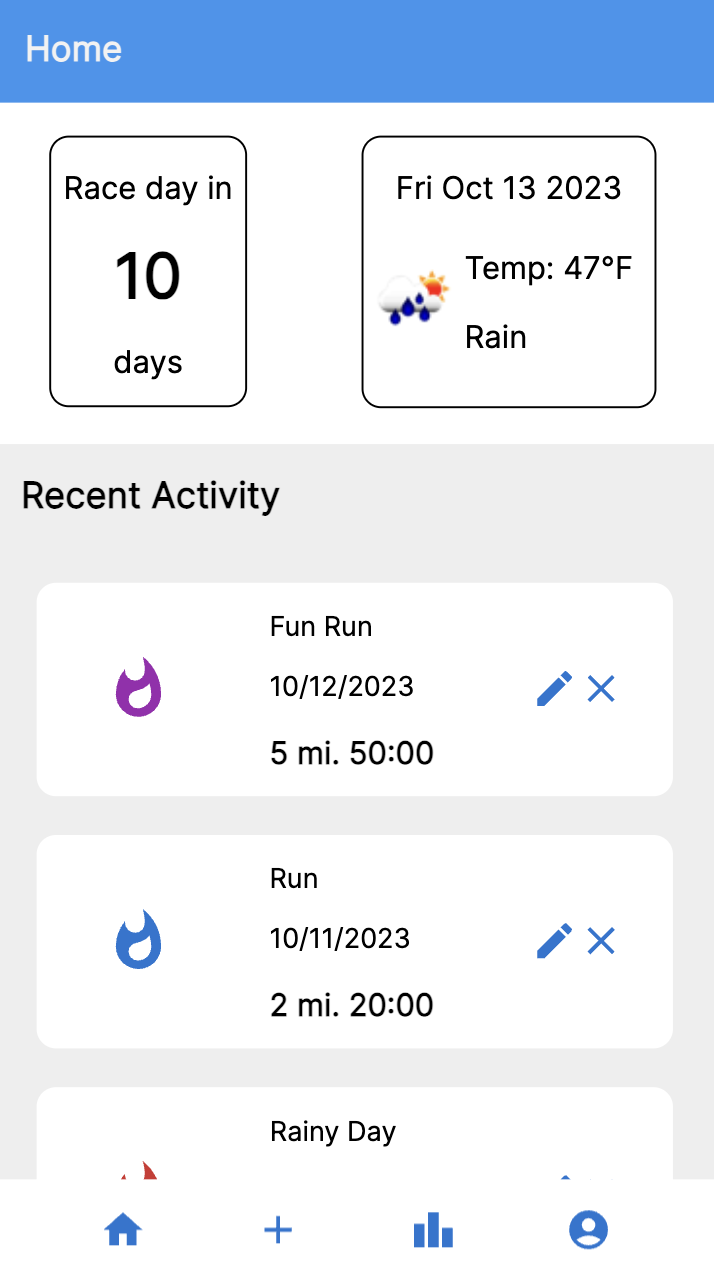 Home
Race day in
10
days
Fri Oct 13 2023
Temp: 47°F
Rain
Recent Activity
Fun Run
10/12/2023
5 mi. 50:00
Run
10/11/2023
2 mi. 20:00
Rainy Day